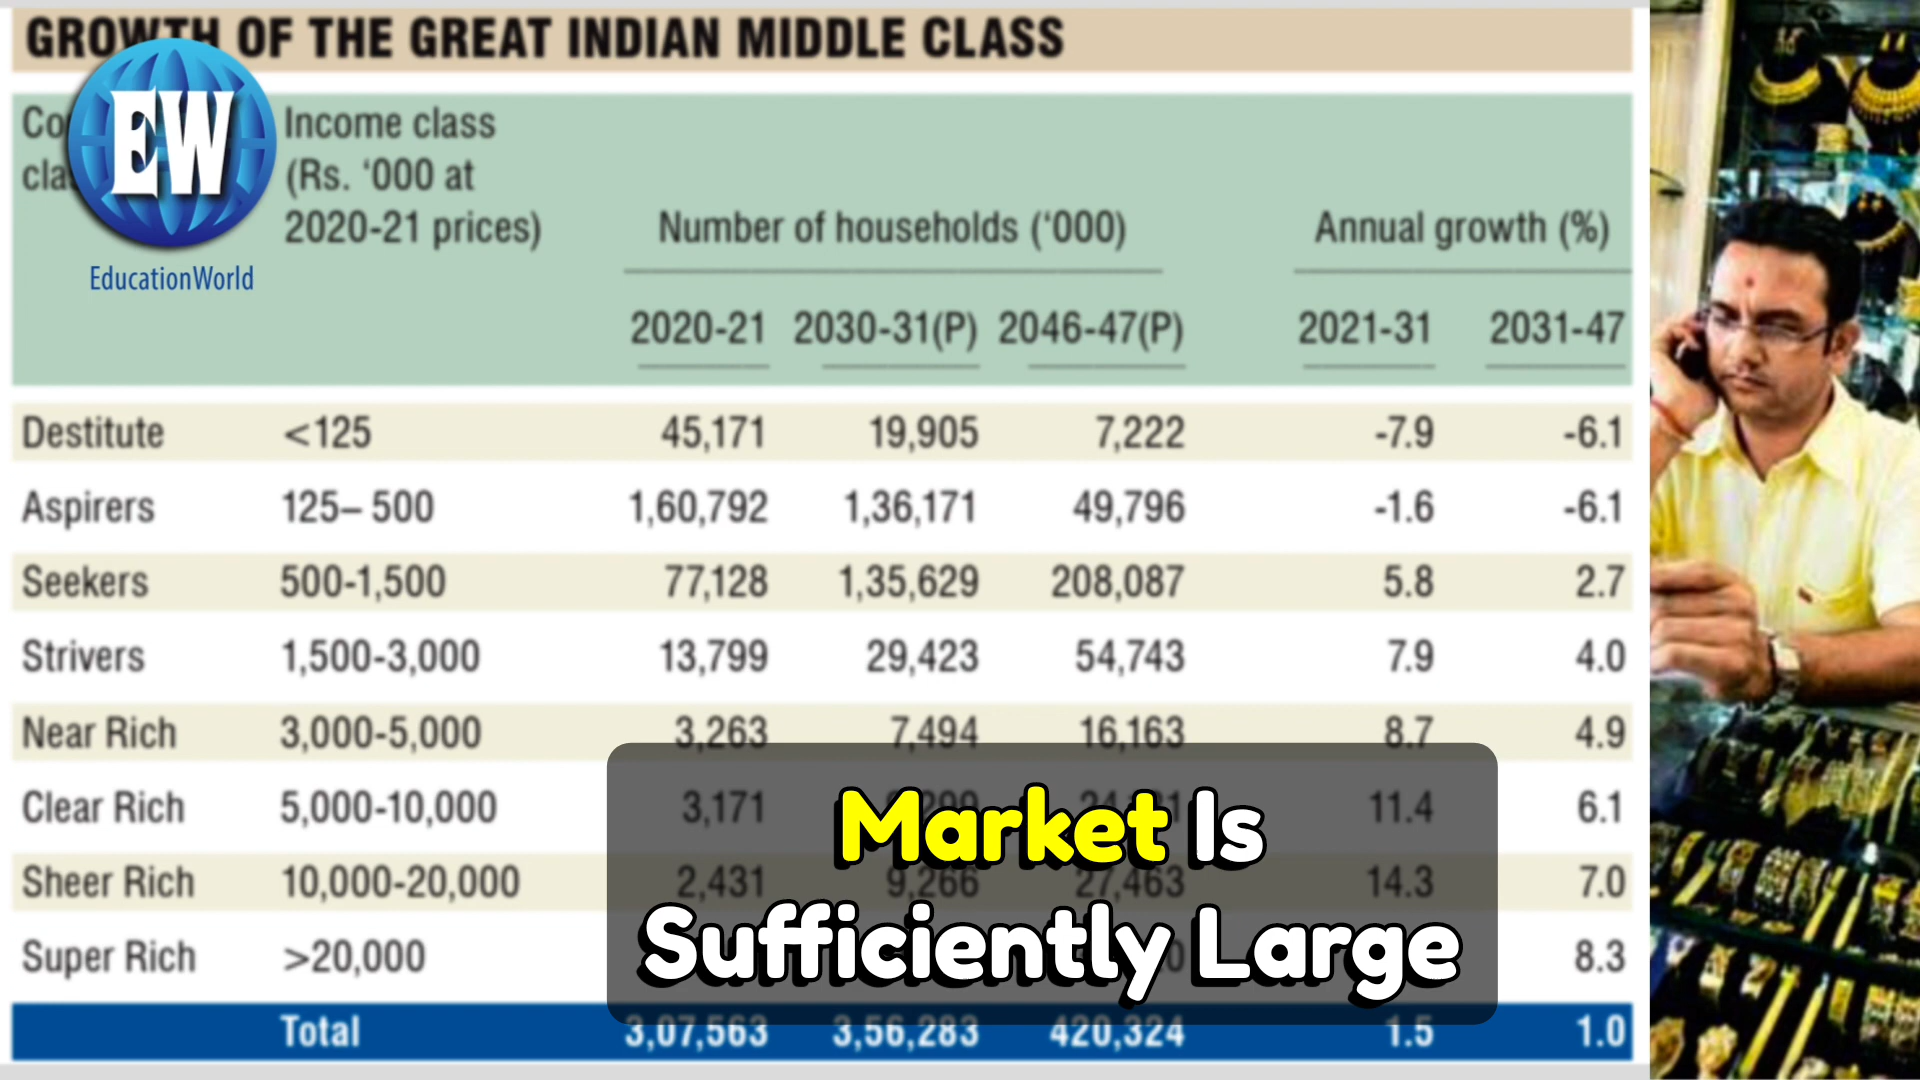 GROWTH OF THE GREAT INDIAN MIDDLE CLASS
EW
EducationWorld
Income class
(Rs. ‘000 at
2020-21 prices)
Number of households (‘000)
Annual growth (%)
2020-21 2030-31(P) 2046-47(P) 2021-31 2031-47
Destitute <125 45,171 19,905 7,222 -7.9 -6.1
Aspirers 125– 500 1,60,792 1,36,171 49,796 -1.6 -6.1
Seekers 500-1,500 77,128 1,35,629 208,087 5.8 2.7
Strivers 1,500-3,000 13,799 29,423 54,743 7.9 4.0
Near Rich 3,000-5,000 3,263 7,494 16,163 8.7 4.9
Clear Rich 5,000-10,000 3,171 11.4 6.1
Sheer Rich 10,000-20,000 2,431 9,266 27,463 14.3 7.0
Super Rich >20,000 8.3
Total 3,07,563 3,56,283 420,324 1.5 1.0
Market Is
Sufficiently Large